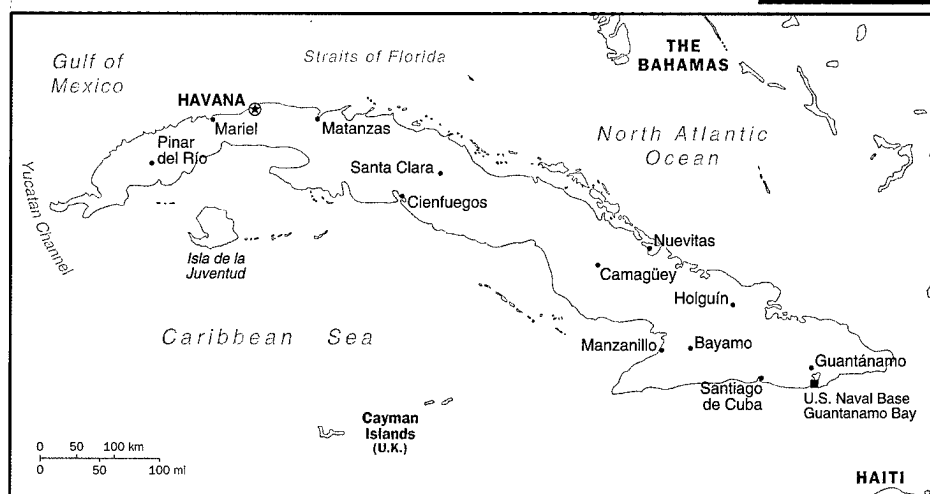 Gulf of
Mexico
Straits of Florida
THE
BAHAMAS
HAVANA
Mariel
Matanzas
North Atlantic
Ocean
Pinar
del Río
Santa Clara
Cienfuegos
Yucatan Channel
Isla de la
Juventud
Nuevitas
Camagüey
Holguín
Caribbean Sea
Manzanillo
Bayamo
Guantánamo
Santiago
de Cuba
U.S. Naval Base
Guantanamo Bay
Cayman
Islands
(U.K.)
0 50 100 km
0 50 100 mi
HAITI